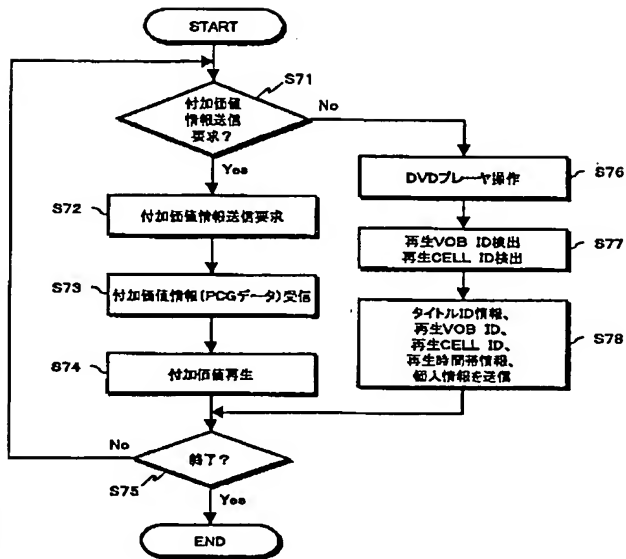 START
S71
付加価値
情報送信
要求?
No
Yes
S72
付加価値情報送信要求
S73
付加価値情報(PCGデータ)受信
S74
付加価値再生
DVDプレーヤ操作
S76
再生VOB ID検出
再生CELL ID検出
S77
タイトルID情報、
再生VOB ID、
再生CELL ID、
再生時間帯情報、
個人情報を送信
S78
No
終了?
S75
Yes
END